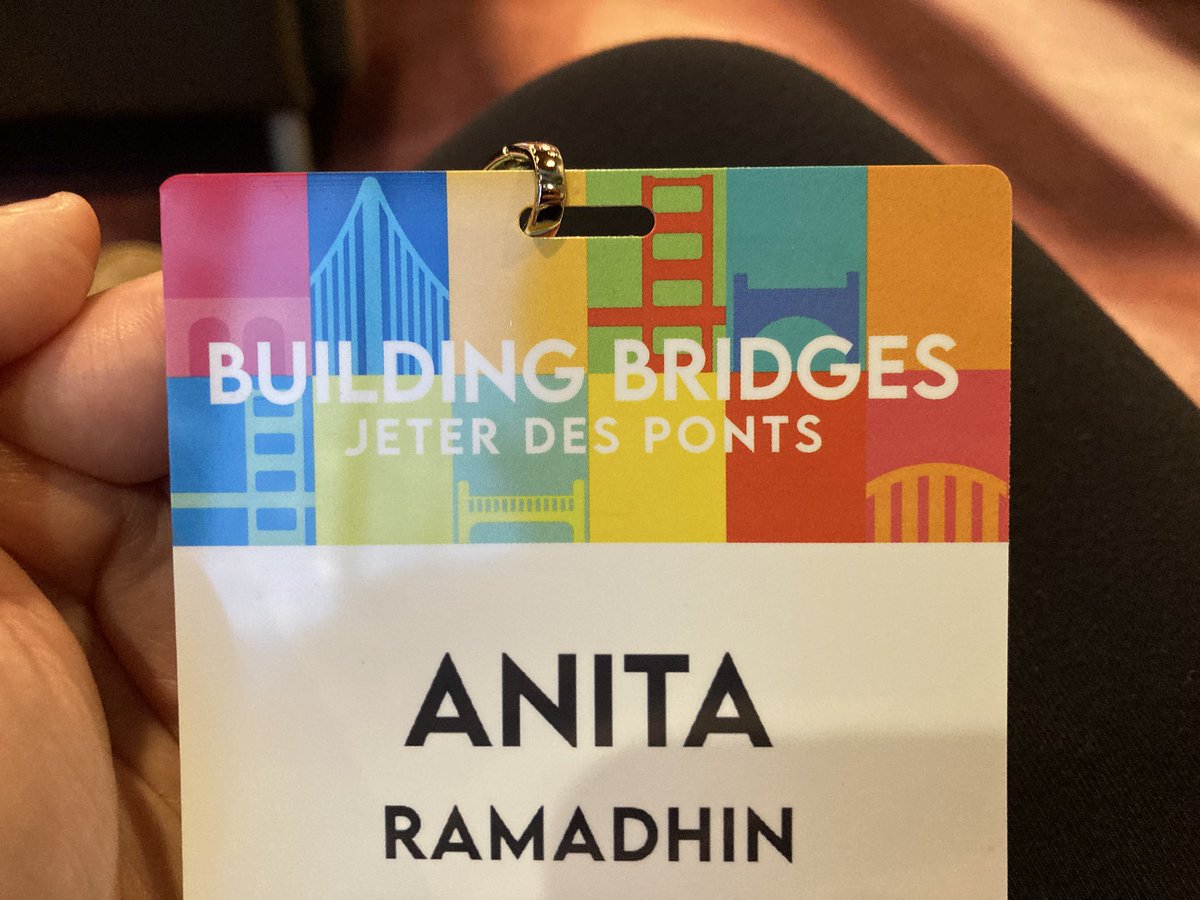 BUILDING BRIDGES
JETER DES PONTS
ANITA
RAMADHIN